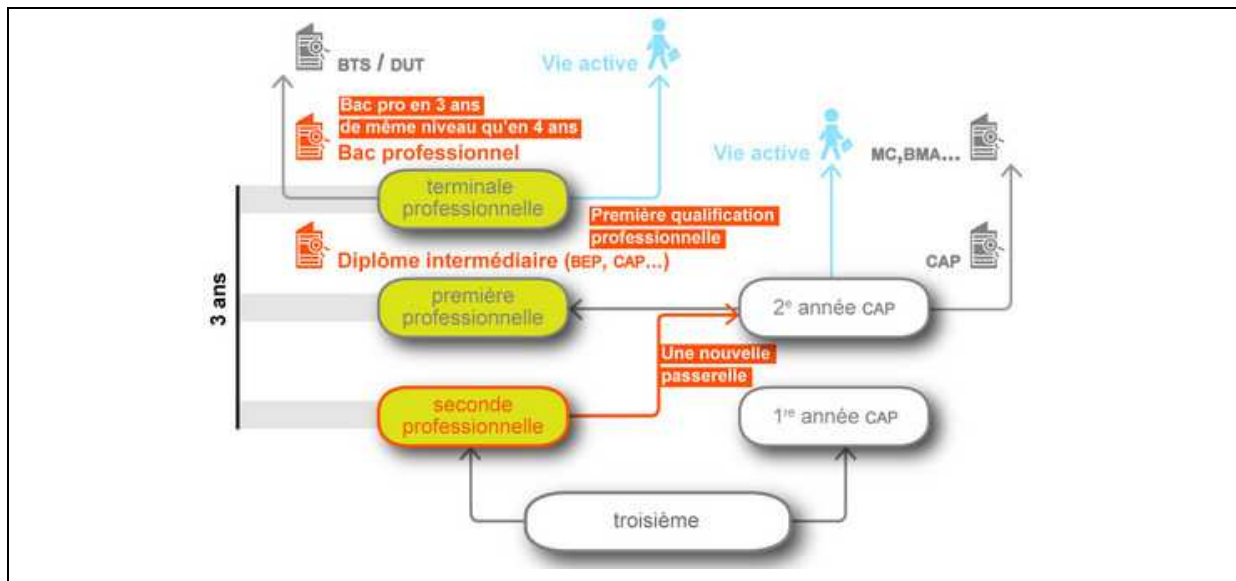 BTS / DUT
Vie active
Bac pro en 3 ans
de même niveau qu'en 4 ans
Bac professionnel
Vie active
MC,BMA...
terminale
professionnelle
Première qualification
professionnelle
Diplôme intermédiaire (BEP, CAP...)
CAP
3 ans
première
professionnelle
2e année CAP
Une nouvelle
passerelle
seconde
professionnelle
1re année CAP
troisième